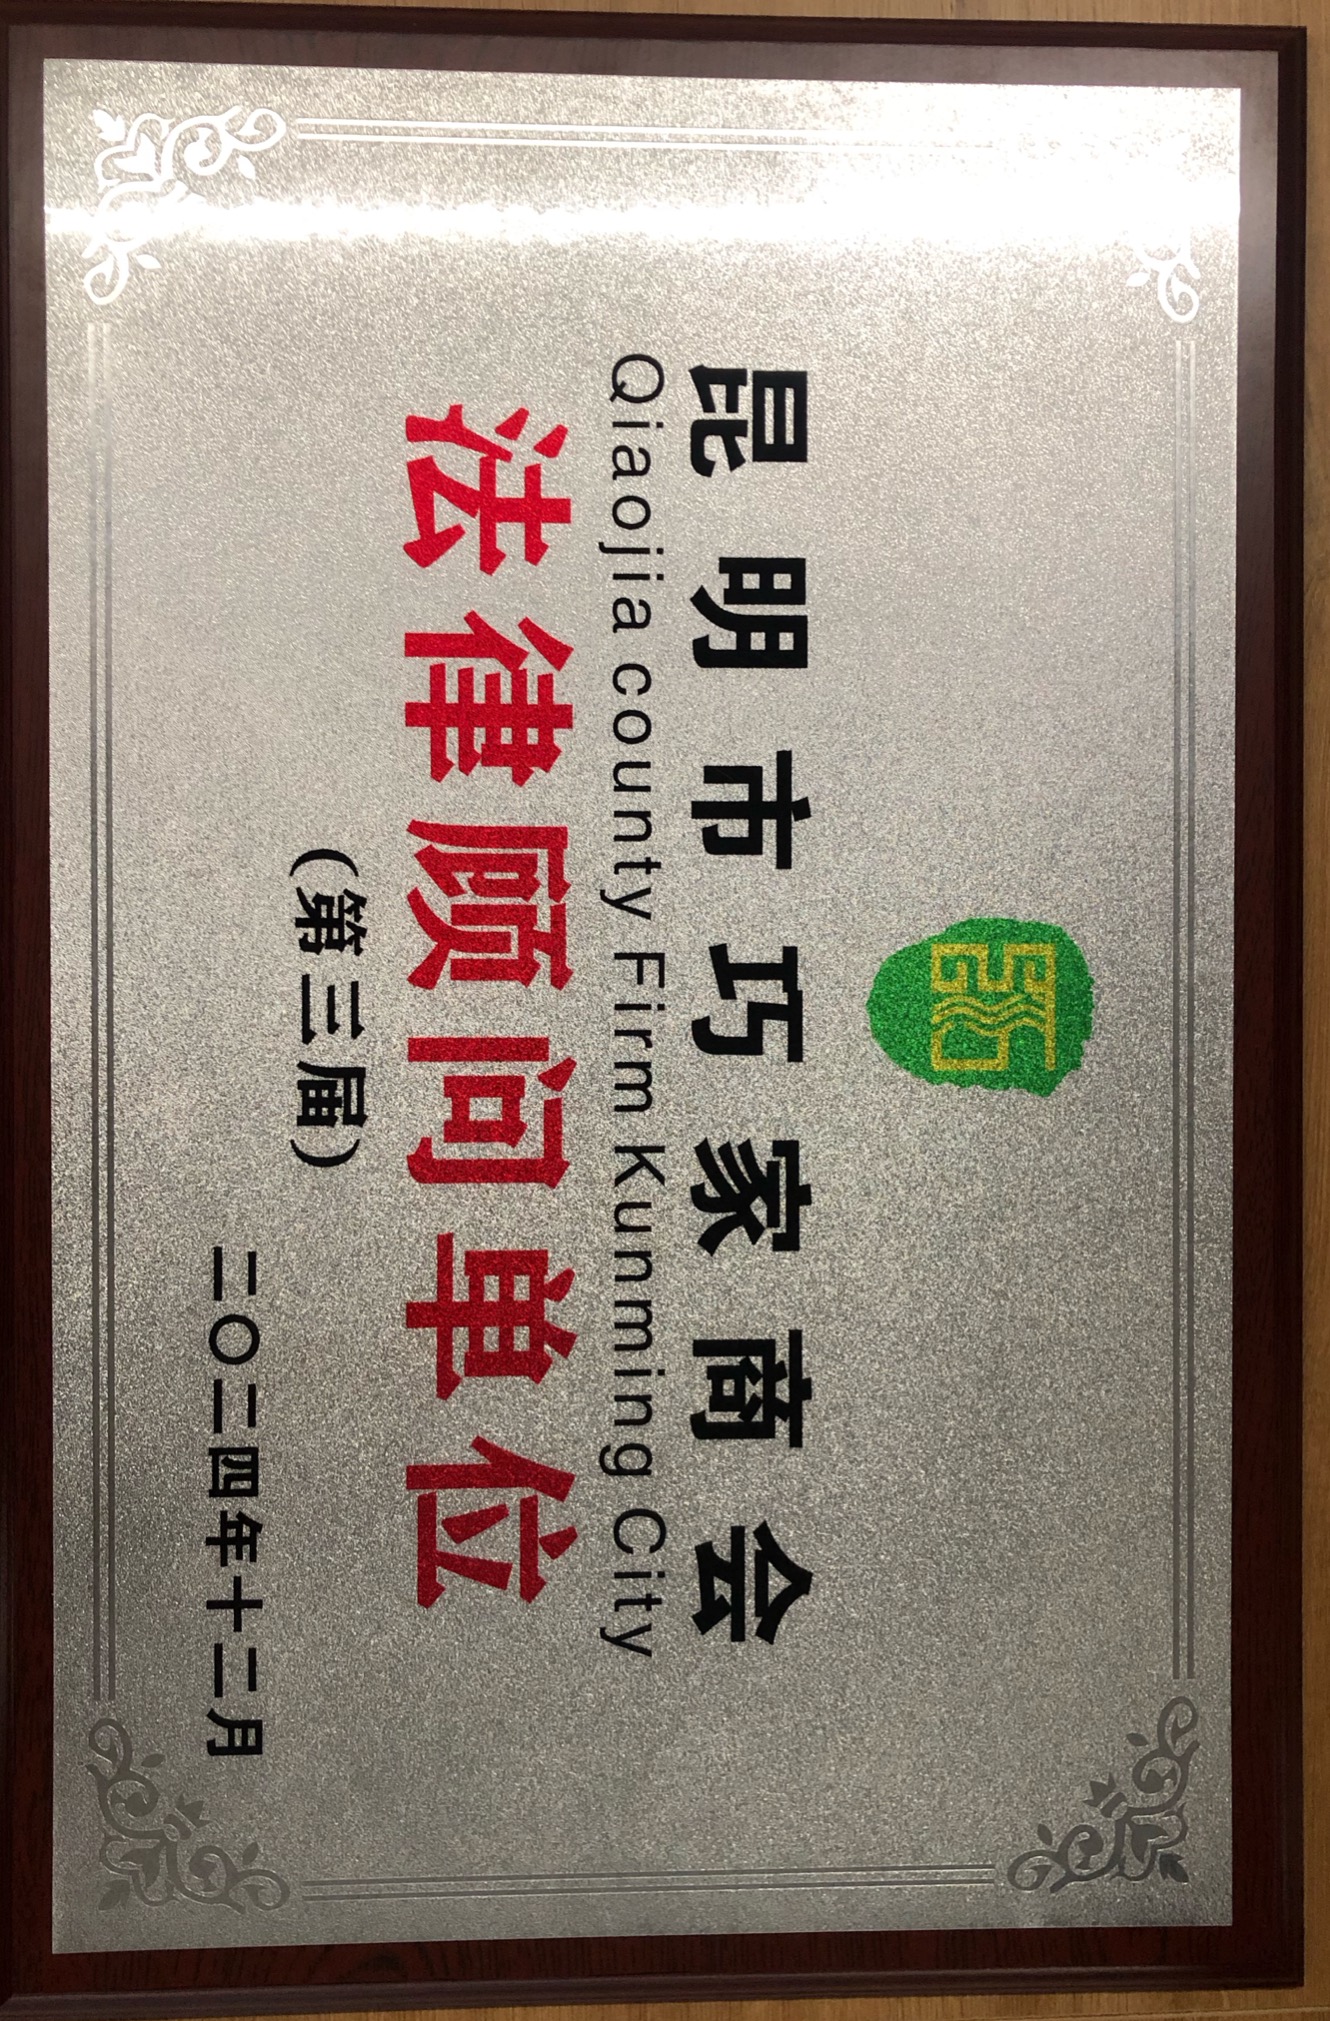 昆明市巧家商会
Qiaojia county Firm Kunming City
法律顾问单位
(第三届)
二〇二四年十二月